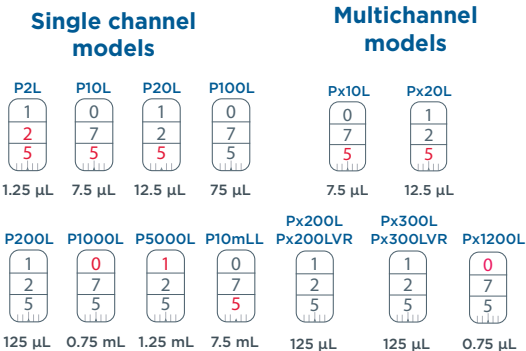 Single channel
models
Multichannel
models
P2L P10L P20L P100L Px10L Px20L
1 0 1 0 0 1
2 7 2 7 7 2
5 5 5 5 5 5
1.25 µL 7.5 µL 12.5 µL 75 µL 7.5 µL 12.5 µL
Px200L Px300L
P200L P1000L P5000L P10mLL Px200LVR Px300LVR Px1200L
1 0 1 0 1 1 0
2 7 2 7 2 2 7
5 5 5 5 5 5 5
125 µL 0.75 mL 1.25 mL 7.5 mL 125 µL 125 µL 0.75 µL